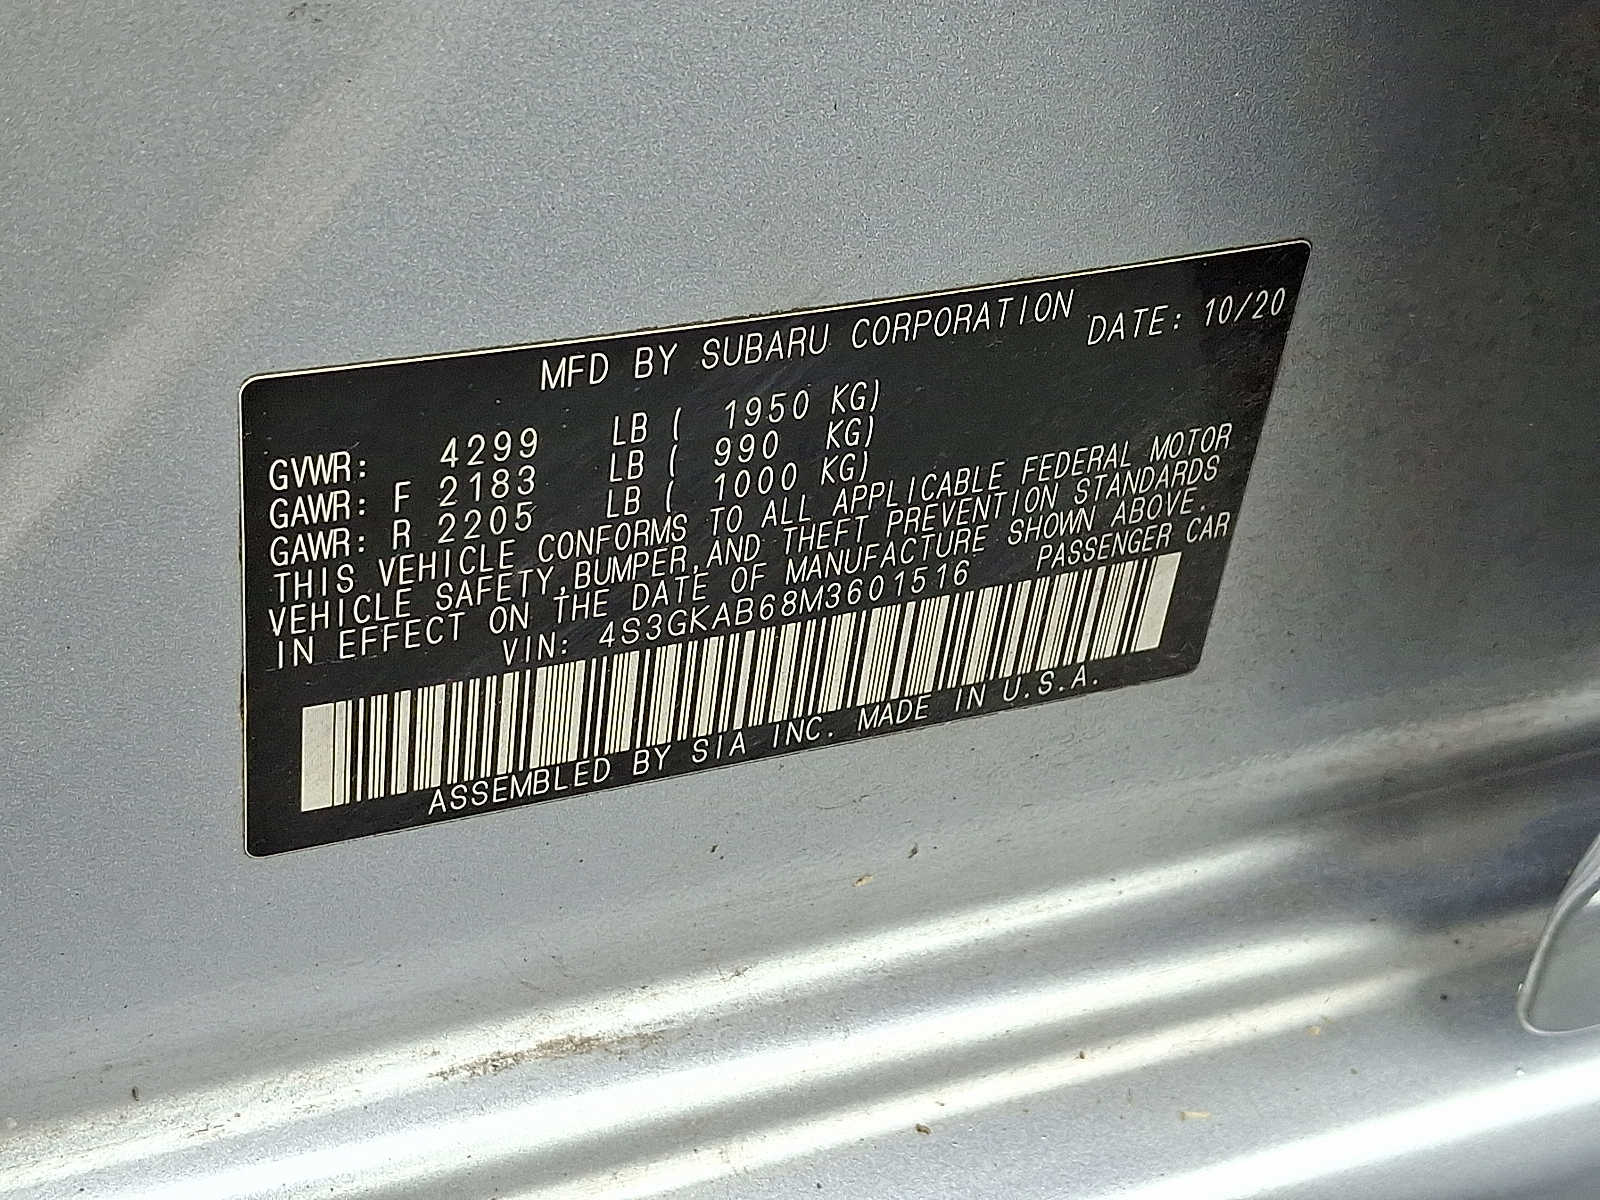 MFD BY SUBARU CORPORATION DATE: 10/20
GVWR: 4299 LB ( 1950 KG)
GAWR: F 2183 LB ( 990 KG)
GAWR: R 2205 LB ( 1000 KG)
THIS VEHICLE CONFORMS TO ALL APPLICABLE FEDERAL MOTOR
VEHICLE SAFETY,BUMPER,AND THEFT PREVENTION STANDARDS
IN EFFECT ON THE DATE OF MANUFACTURE SHOWN ABOVE.
VIN: 4S3GKAB68M3601516 PASSENGER CAR
ASSEMBLED BY SIA INC. MADE IN U.S.A.